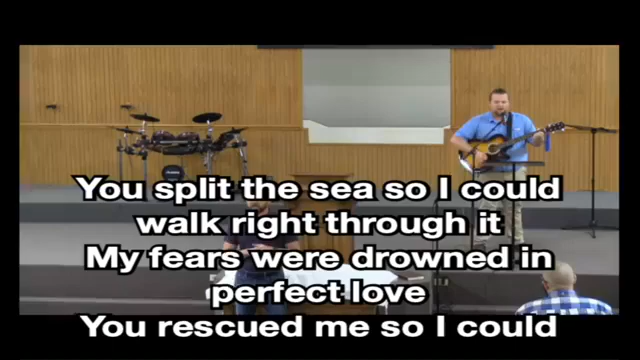 You split the sea so I could
walk right through it
My fears were drowned in
perfect love
You rescued me so I could